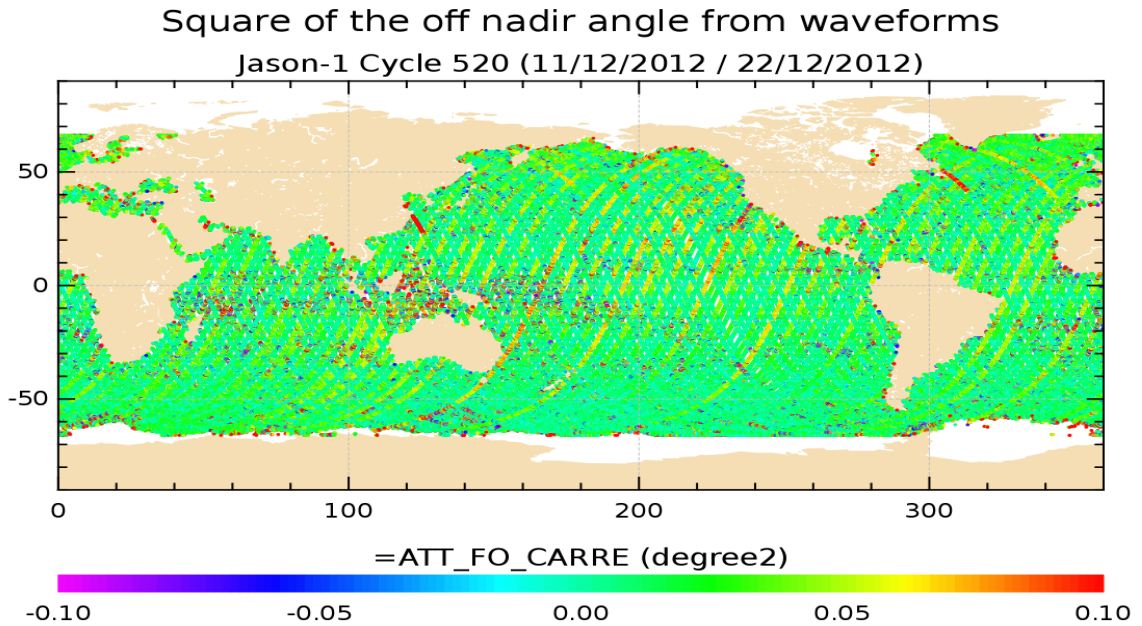 Square of the off nadir angle from waveforms
Jason-1 Cycle 520 (11/12/2012 / 22/12/2012)
50
0
-50
0 100 200 300
=ATT_FO_CARRE (degree2)
-0.10 -0.05 0.00 0.05 0.10